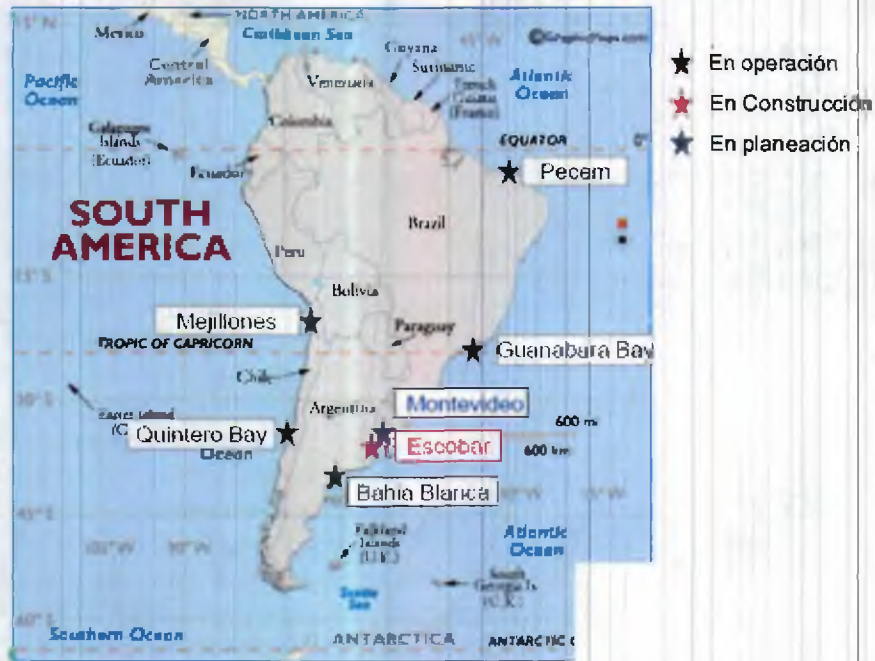 NORTH AMERICA
Mexico
Caribbean Sea
Central
America
Pacific
Ocean
Guyana
Suriname
French
Guiana
(France)
Venezuela
Atlantic
Ocean
Colombia
Galapagos
Islands
(Ecuador)
Ecuador
EQUATOR
0°
Pecem
SOUTH
AMERICA
Brazil
Peru
Bolivia
Mejillones
Paraguay
TROPIC OF CAPRICORN
Guanabara Bay
Chile
Argentina
Montevideo
600 mi
Quintero Bay
Ocean
Escobar
600 km
Bahia Blanca
Falkland
Islands
(U.K.)
Atlantic
Ocean
South
Georgia Is
(U.K.)
Scotia
Sea
Southern Ocean
ANTARCTICA
ANTARCTIC C
En operación
En Construcción
En planeación